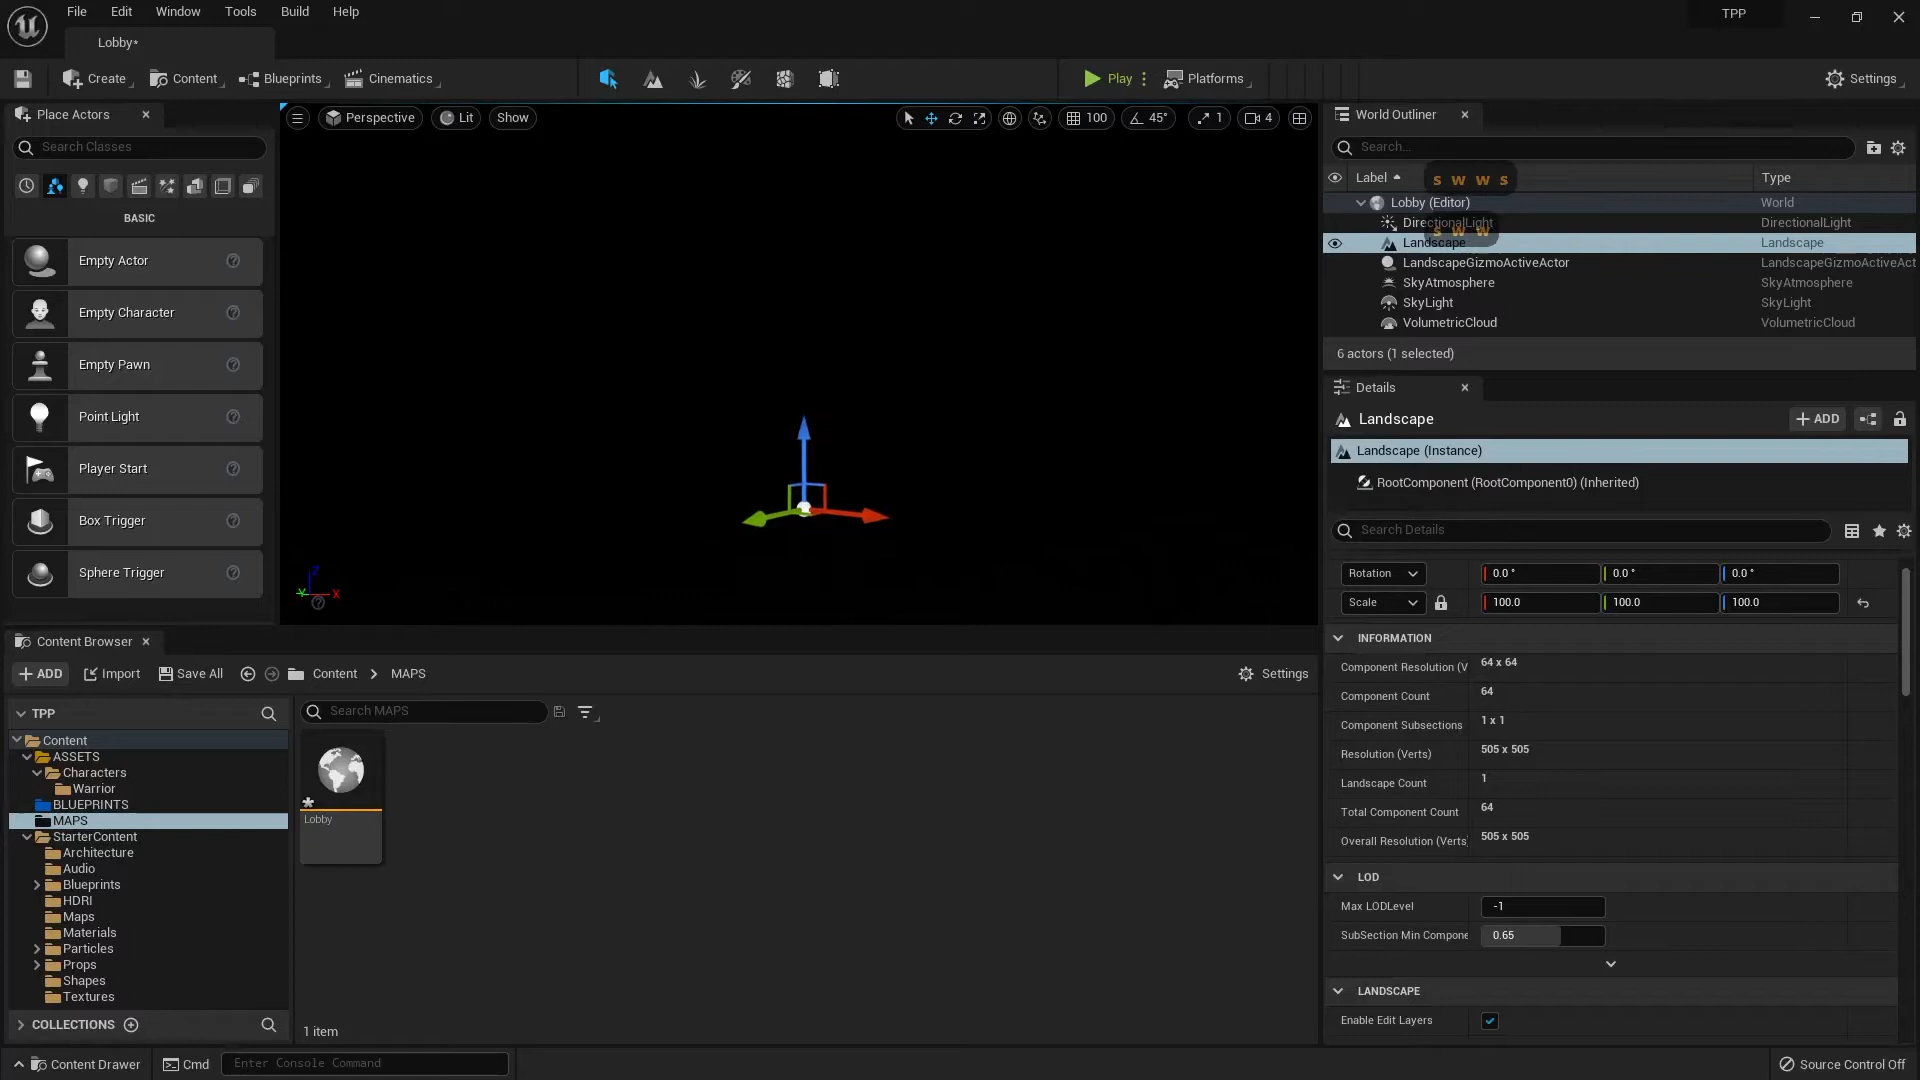 File Edit Window Tools Build Help
TPP
Lobby*
Create Content Blueprints Cinematics Play Platforms Settings
Place Actors
Search Classes
BASIC
Empty Actor
Empty Character
Empty Pawn
Point Light
Player Start
Box Trigger
Sphere Trigger
Perspective Lit Show 100 45° 1 4
Z
Y X
World Outliner
Search...
Label Type
s w w s
Lobby (Editor) World
DirectionalLight DirectionalLight
s w w
Landscape Landscape
LandscapeGizmoActiveActor LandscapeGizmoActiveAct
SkyAtmosphere SkyAtmosphere
SkyLight SkyLight
VolumetricCloud VolumetricCloud
6 actors (1 selected)
Details
Landscape ADD
Landscape (Instance)
RootComponent (RootComponent0) (Inherited)
Search Details
Rotation 0.0 ° 0.0 ° 0.0 °
Scale 100.0 100.0 100.0
INFORMATION
Component Resolution (V 64 x 64
Component Count 64
Component Subsections 1 x 1
Resolution (Verts) 505 x 505
Landscape Count 1
Total Component Count 64
Overall Resolution (Verts) 505 x 505
LOD
Max LODLevel -1
SubSection Min Compone 0.65
LANDSCAPE
Enable Edit Layers
Content Browser
ADD Import Save All Content MAPS Settings
TPP
Content
ASSETS
Characters
Warrior
BLUEPRINTS
MAPS
StarterContent
Architecture
Audio
Blueprints
HDRI
Maps
Materials
Particles
Props
Shapes
Textures
COLLECTIONS
Search MAPS
Lobby
1 item
Content Drawer Cmd Enter Console Command Source Control Off